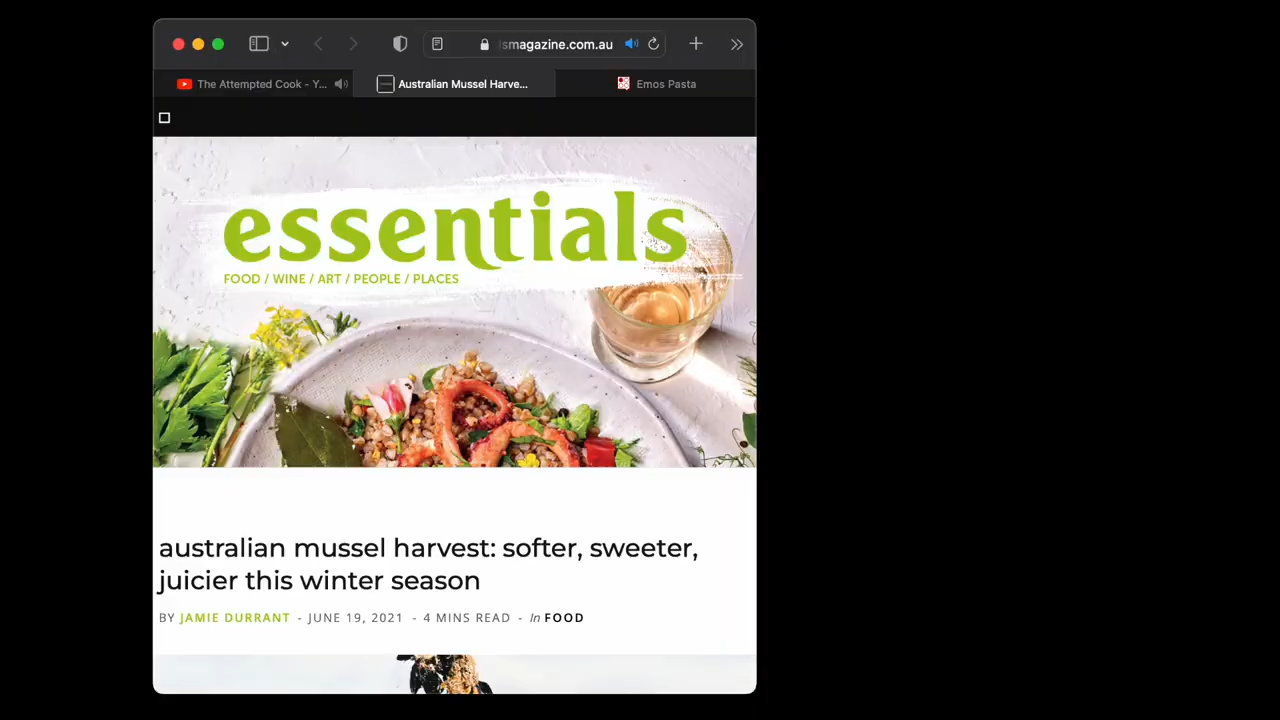 smagazine.com.au
The Attempted Cook - Y...
Australian Mussel Harve...
Emos Pasta
essentials
FOOD / WINE / ART / PEOPLE / PLACES
australian mussel harvest: softer, sweeter,
juicier this winter season
BY JAMIE DURRANT - JUNE 19, 2021 - 4 MINS READ - In FOOD